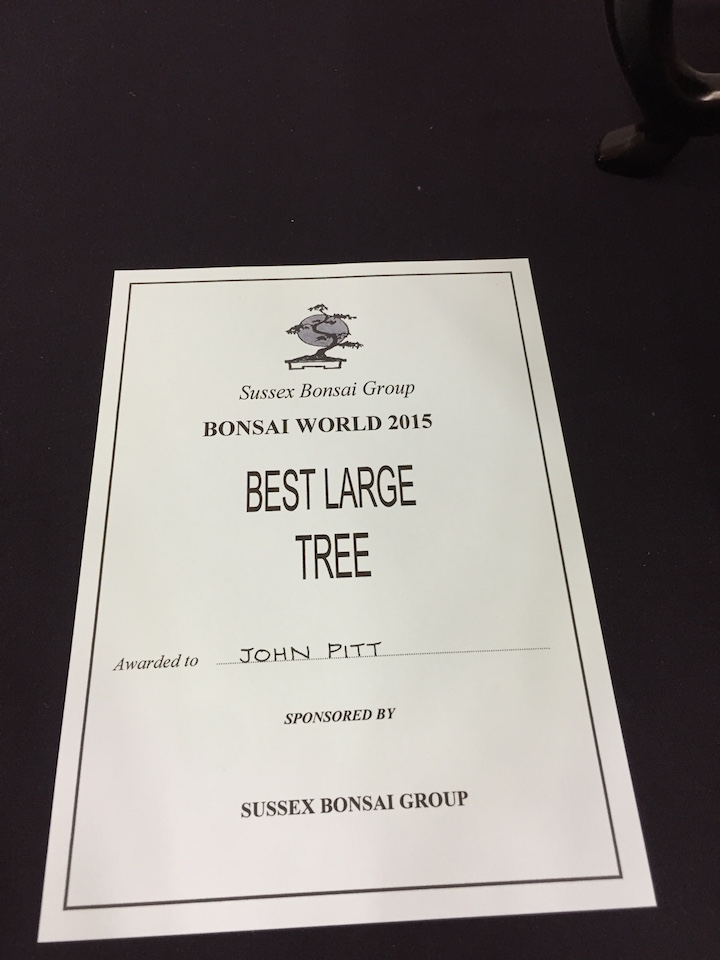 Sussex Bonsai Group
BONSAI WORLD 2015
BEST LARGE
TREE
Awarded to JOHN PITT
SPONSORED BY
SUSSEX BONSAI GROUP